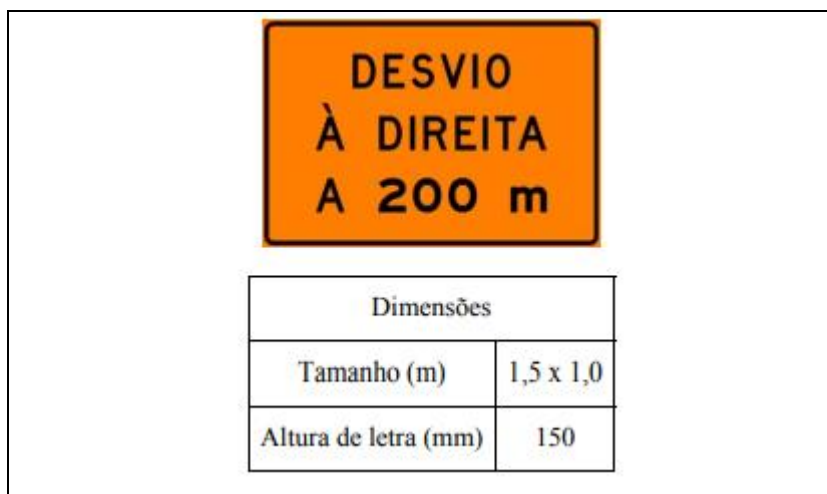 DESVIO
À DIREITA
A 200 m
Dimensões
Tamanho (m) 1,5 x 1,0
Altura de letra (mm) 150